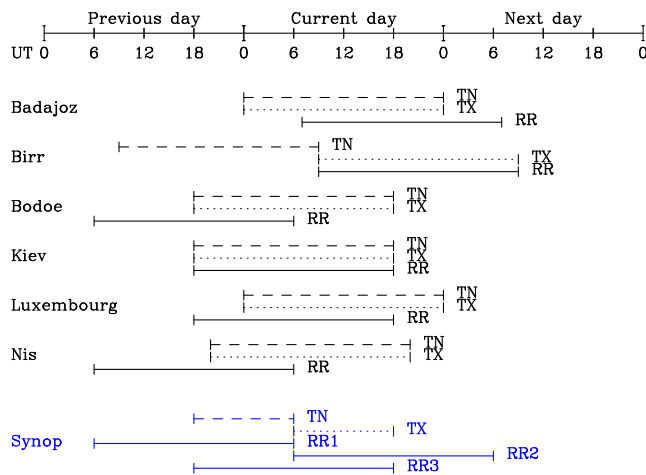 Previous day Current day Next day
UT 0 6 12 18 0 6 12 18 0 6 12 18 0
TN
Badajoz TX
RR
TN
Birr TX
RR
TN
Bodoe TX
RR
TN
Kiev TX
RR
TN
Luxembourg TX
RR
TN
Nis TX
RR
TN
TX
Synop RR1
RR2
RR3